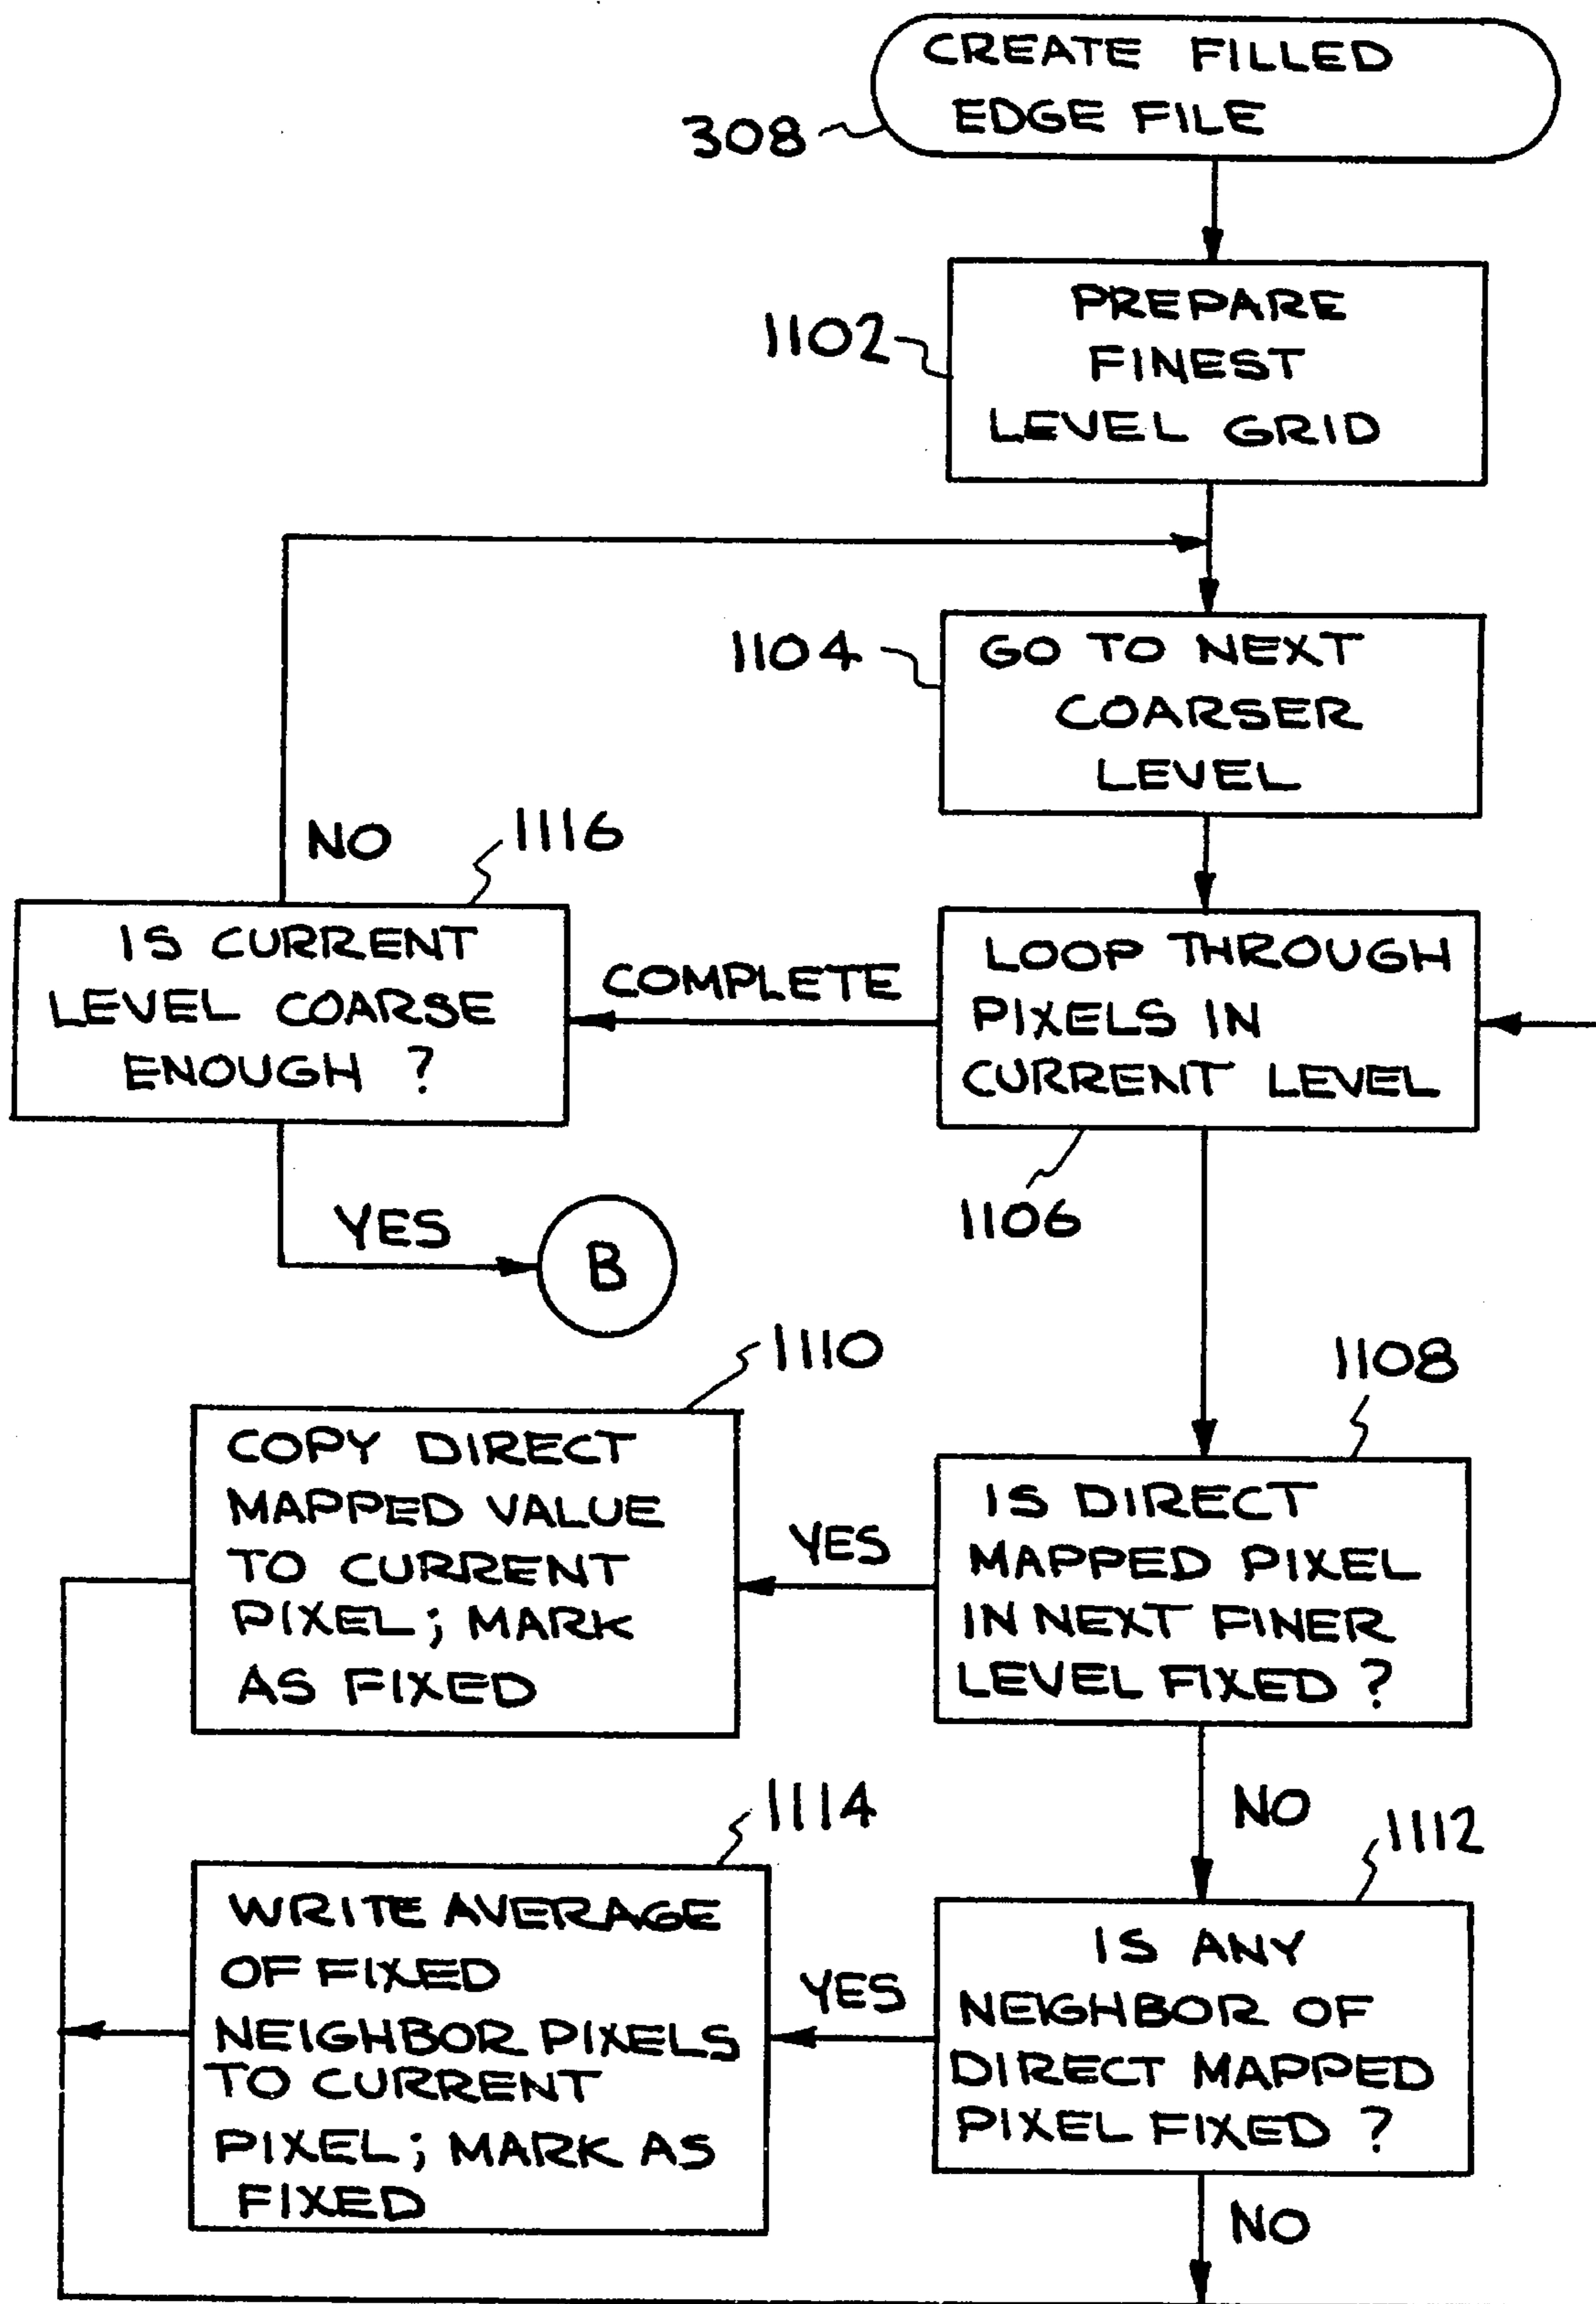 CREATE FILLED
EDGE FILE
308
PREPARE
FINEST
LEVEL GRID
1102
GO TO NEXT
COARSER
LEVEL
1104
NO
1116
IS CURRENT
LEVEL COARSE
ENOUGH ?
COMPLETE
LOOP THROUGH
PIXELS IN
CURRENT LEVEL
1106
YES
B
1110
1108
COPY DIRECT
MAPPED VALUE
TO CURRENT
PIXEL; MARK
AS FIXED
YES
IS DIRECT
MAPPED PIXEL
IN NEXT FINER
LEVEL FIXED ?
NO
1114
1112
WRITE AVERAGE
OF FIXED
NEIGHBOR PIXELS
TO CURRENT
PIXEL; MARK AS
FIXED
YES
IS ANY
NEIGHBOR OF
DIRECT MAPPED
PIXEL FIXED ?
NO